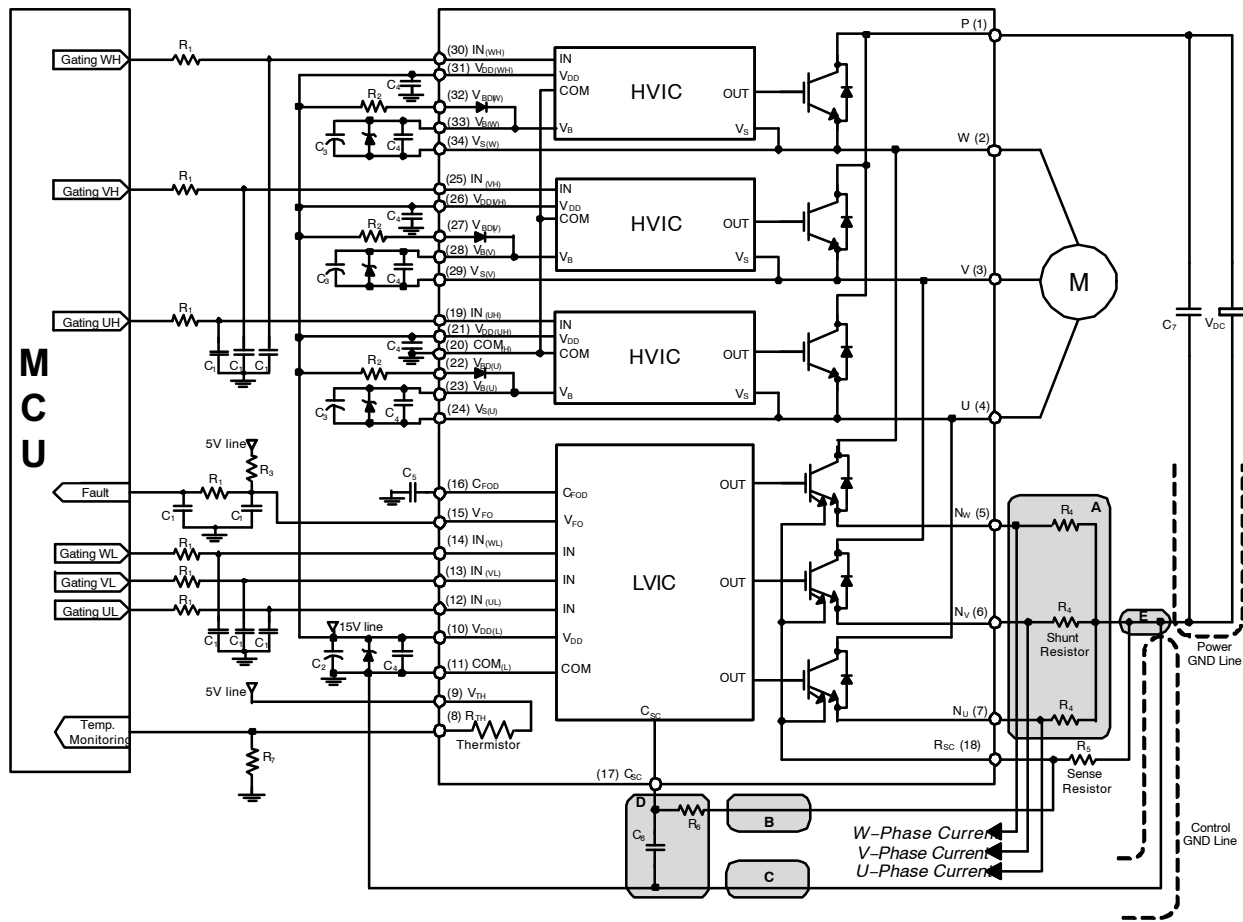 MCU
Gating WH
R1
(30) IN(WH)
(31) VDD(WH)
C4
R2
(32) VBD(W)
(33) VB(W)
C3
C4
(34) VS(W)
IN
VDD
COM
VB
HVIC
OUT
VS
P (1)
W (2)
Gating VH
R1
(25) IN(VH)
(26) VDD(VH)
C4
R2
(27) VBD(V)
(28) VB(V)
C3
C4
(29) VS(V)
IN
VDD
COM
VB
HVIC
OUT
VS
V (3)
M
C7
VDC
Gating UH
R1
(19) IN(UH)
(21) VDD(UH)
C4
(20) COM(H)
C1
C1
C1
R2
(22) VBD(U)
(23) VB(U)
C3
C4
(24) VS(U)
IN
VDD
COM
VB
HVIC
OUT
VS
U (4)
5V line
R3
Fault
R1
C1
C1
C5
(16) CFOD
(15) VFO
(14) IN(WL)
(13) IN(VL)
(12) IN(UL)
Gating WL
R1
Gating VL
R1
Gating UL
R1
C1
C1
C1
15V line
(10) VDD(L)
C2
C4
(11) COM(L)
CFOD
VFO
IN
IN
IN
VDD
COM
LVIC
OUT
OUT
OUT
CSC
NW (5)
NV (6)
NU (7)
A
R4
R4
Shunt
Resistor
R4
E
Power
GND Line
5V line
(9) VTH
(8) RTH
Thermistor
Temp.
Monitoring
R7
RSC (18)
R5
Sense
Resistor
(17) CSC
D
R6
C6
B
C
W-Phase Current
V-Phase Current
U-Phase Current
Control
GND Line